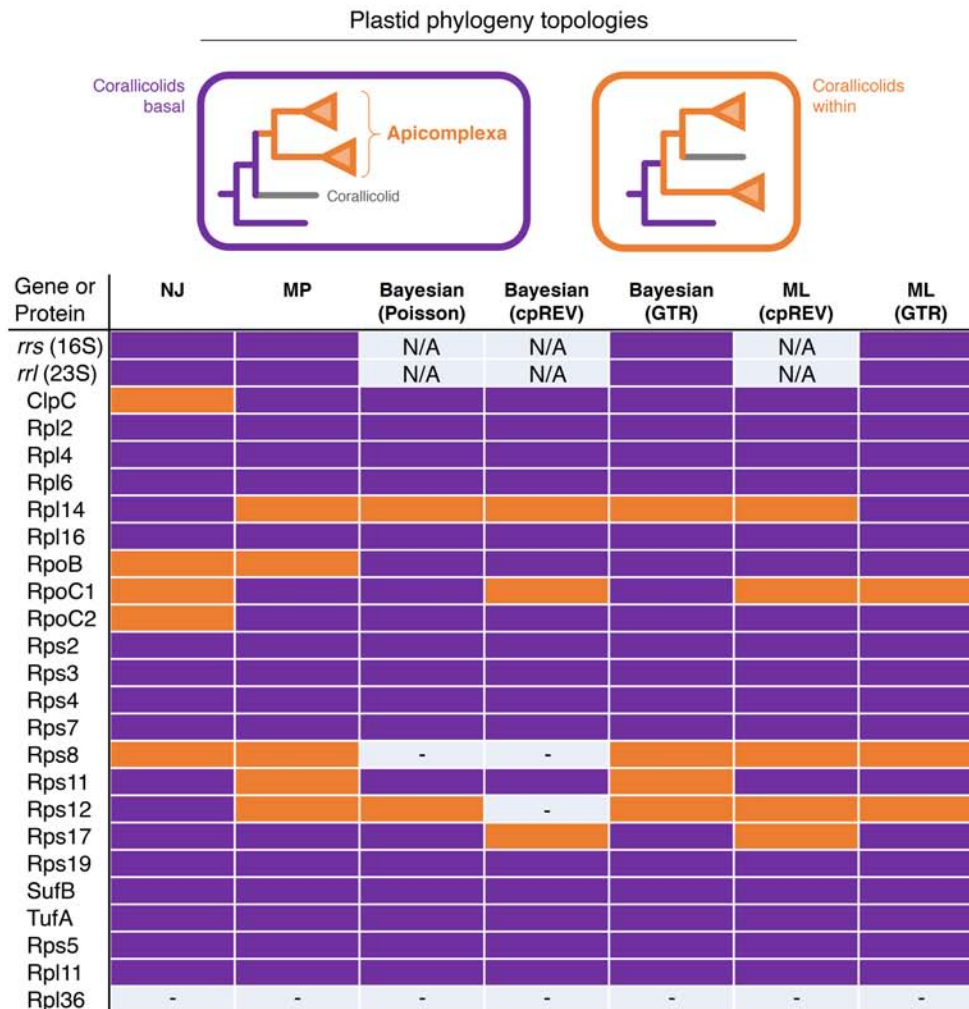 Plastid phylogeny topologies
Corallicolids
basal
Apicomplexa
Corallicolid
Corallicolids
within
Gene or
Protein
NJ
MP
Bayesian
(Poisson)
Bayesian
(cpREV)
Bayesian
(GTR)
ML
(cpREV)
ML
(GTR)
rrs (16S) N/A N/A N/A
rrl (23S) N/A N/A N/A
ClpC
Rpl2
Rpl4
Rpl6
Rpl14
Rpl16
RpoB
RpoC1
RpoC2
Rps2
Rps3
Rps4
Rps7
Rps8 - -
Rps11
Rps12 -
Rps17
Rps19
SufB
TufA
Rps5
Rpl11
Rpl36 - - - - - - -